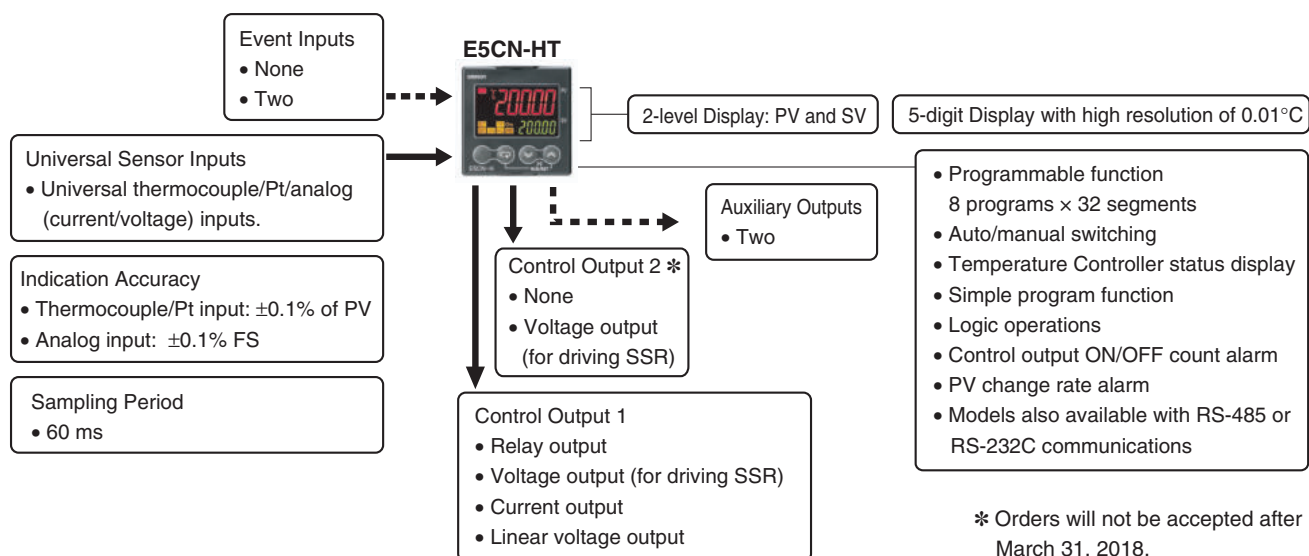 Event Inputs
• None
• Two
E5CN-HT
OMRON
200.00
200.00
E5CN-H
2-level Display: PV and SV
5-digit Display with high resolution of 0.01°C
Universal Sensor Inputs
• Universal thermocouple/Pt/analog
(current/voltage) inputs.
Indication Accuracy
• Thermocouple/Pt input: ±0.1% of PV
• Analog input: ±0.1% FS
Sampling Period
• 60 ms
Auxiliary Outputs
• Two
Control Output 2 ✽
• None
• Voltage output
(for driving SSR)
Control Output 1
• Relay output
• Voltage output (for driving SSR)
• Current output
• Linear voltage output
• Programmable function
8 programs × 32 segments
• Auto/manual switching
• Temperature Controller status display
• Simple program function
• Logic operations
• Control output ON/OFF count alarm
• PV change rate alarm
• Models also available with RS-485 or
RS-232C communications
✽ Orders will not be accepted after
March 31, 2018.